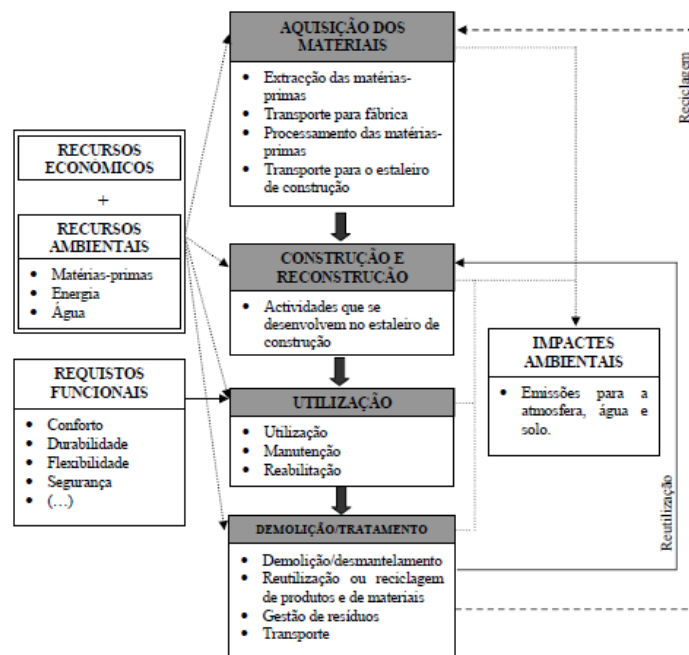 AQUISIÇÃO DOS
MATÉRIAIS
• Extracção das matérias-
primas
• Transporte para fábrica
• Processamento das matérias-
primas
• Transporte para o estaleiro
de construção
Reciclagem
RECURSOS
ECONÓMICOS
+
RECURSOS
AMBIENTAIS
• Matérias-primas
• Energia
• Água
CONSTRUÇÃO E
RECONSTRUÇÃO
• Actividades que se
desenvolvem no estaleiro de
construção
IMPACTES
AMBIENTAIS
• Emissões para a
atmosfera, água e
solo.
REQUISTOS
FUNCIONAIS
• Conforto
• Durabilidade
• Flexibilidade
• Segurança
• (…)
UTILIZAÇÃO
• Utilização
• Manutenção
• Reabilitação
Reutilização
DEMOLIÇÃO/TRATAMENTO
• Demolição/desmantelamento
• Reutilização ou reciclagem
de produtos e de materiais
• Gestão de resíduos
• Transporte